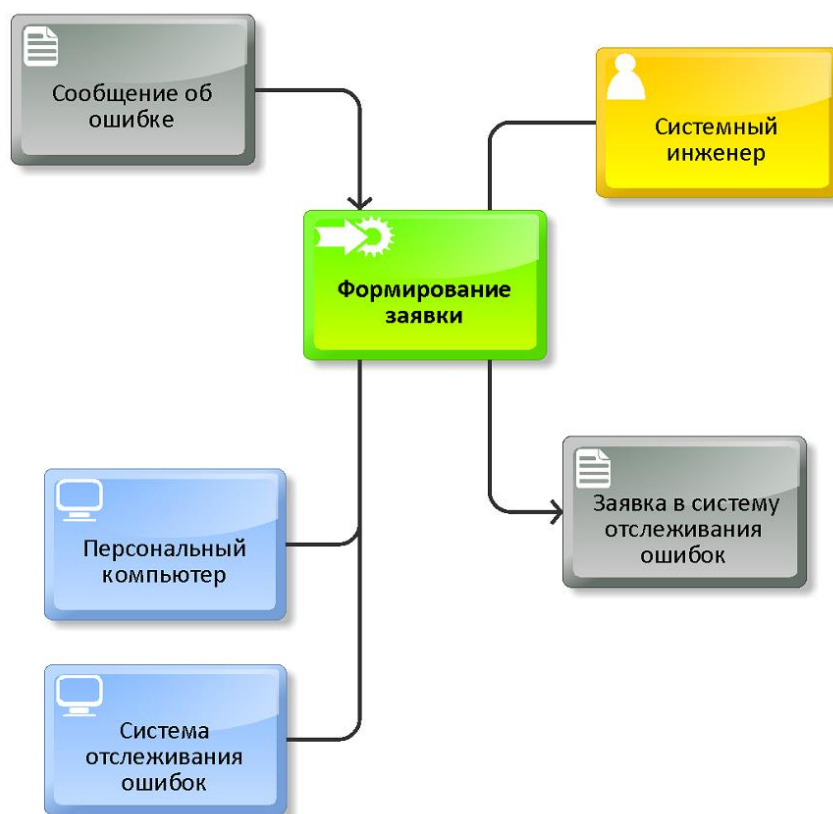 Сообщение об
ошибке
Системный
инженер
Формирование
заявки
Заявка в систему
отслеживания
ошибок
Персональный
компьютер
Система
отслеживания
ошибок